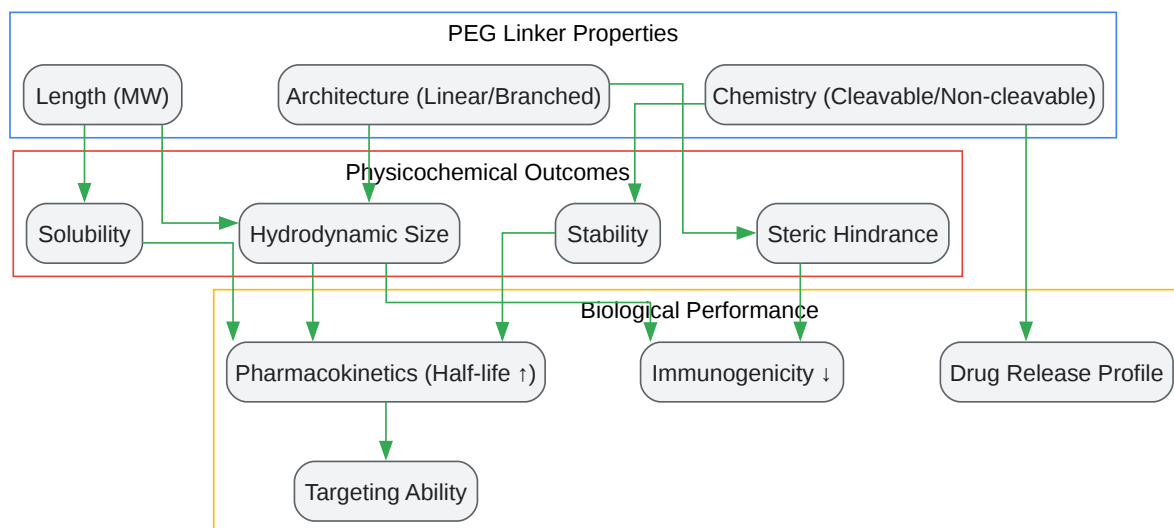 PEG Linker Properties
Length (MW)
Architecture (Linear/Branched)
Chemistry (Cleavable/Non-cleavable)
Physicochemical Outcomes
Solubility
Hydrodynamic Size
Stability
Steric Hindrance
Biological Performance
Pharmacokinetics (Half-life ↑)
Immunogenicity ↓
Drug Release Profile
Targeting Ability